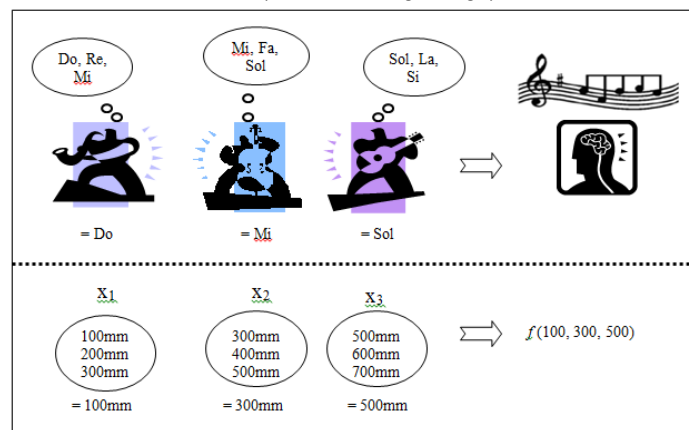 Do, Re,
Mi
Mi, Fa,
Sol
Sol, La,
Si
= Do
= Mi
= Sol
x1
x2
x3
100mm
200mm
300mm
300mm
400mm
500mm
500mm
600mm
700mm
f (100, 300, 500)
= 100mm
= 300mm
= 500mm